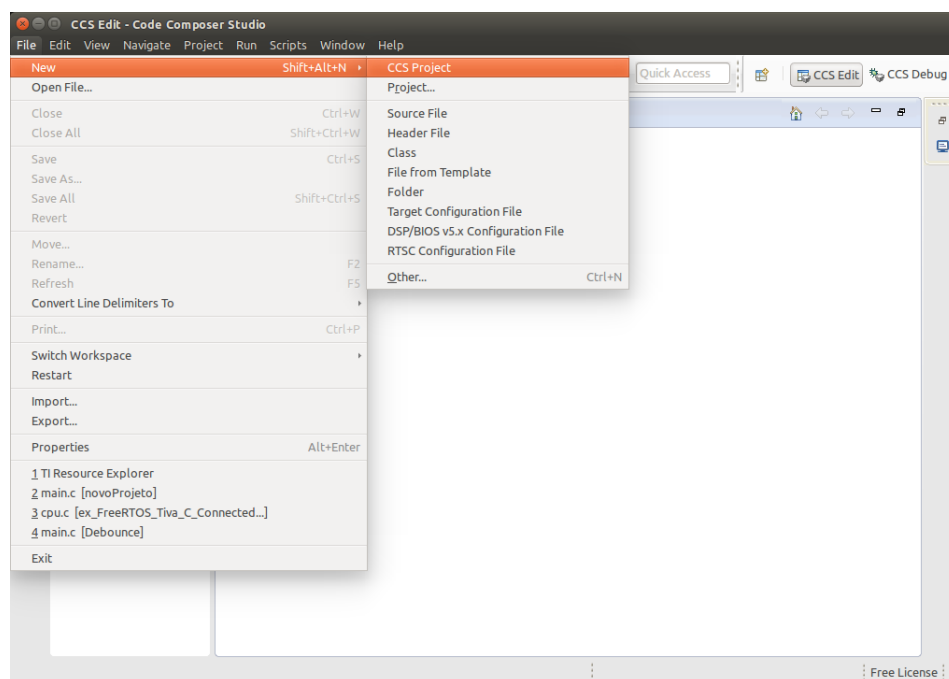 CCS Edit - Code Composer Studio
File Edit View Navigate Project Run Scripts Window Help
New Shift+Alt+N
Open File...
Close Ctrl+W
Close All Shift+Ctrl+W
Save Ctrl+S
Save As...
Save All Shift+Ctrl+S
Revert
Move...
Rename... F2
Refresh F5
Convert Line Delimiters To
Print... Ctrl+P
Switch Workspace
Restart
Import...
Export...
Properties Alt+Enter
1 TI Resource Explorer
2 main.c [novoProjeto]
3 cpu.c [ex_FreeRTOS_Tiva_C_Connected...]
4 main.c [Debounce]
Exit
CCS Project
Project...
Source File
Header File
Class
File from Template
Folder
Target Configuration File
DSP/BIOS v5.x Configuration File
RTSC Configuration File
Other... Ctrl+N
Quick Access
CCS Edit
CCS Debug
Free License